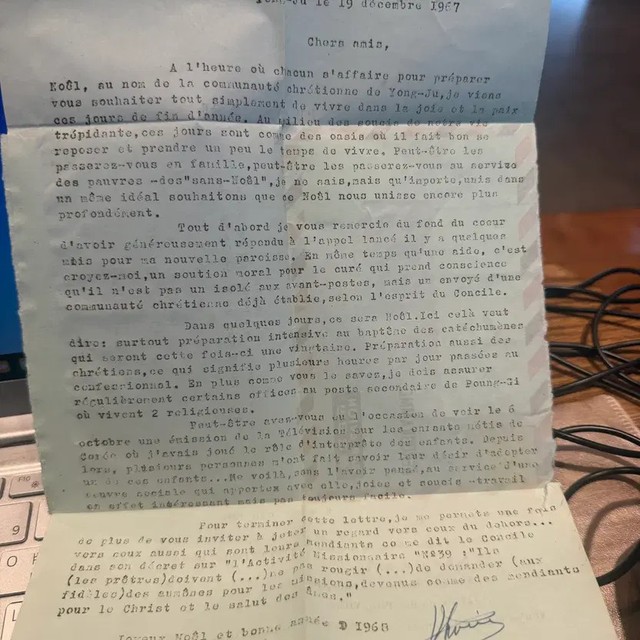 Yong-Ju le 19 décembre 1967
Chers amis,
A l'heure où chacun s'affaire pour préparer
Noël, au nom de la communauté chrétienne de Yong-Ju, je viens
vous souhaiter tout simplement de vivre dans la joie et la paix
ces jours de fin d'année. Au milieu des soucis de notre vie
trépidante, ces jours sont comme des oasis où il fait bon se
reposer et prendre un peu le temps de vivre. Peut-être les
passerez-vous en famille, peut-être les passerez-vous au service
des pauvres -des"sans-Noël", je ne sais, mais qu'importe, unis dans
un même idéal souhaitons que ce Noël nous unisse encore plus
profondément.
Tout d'abord je vous remercie du fond du coeur
d'avoir généreusement répondu à l'appel lancé il y a quelques
mois pour ma nouvelle paroisse. En même temps qu'une aide, c'est
croyez-moi, un soutien moral pour le curé qui prend conscience
qu'il n'est pas un isolé aux avant-postes, mais un envoyé d'une
communauté chrétienne déjà établie, selon l'esprit du Concile.
Dans quelques jours, ce sera Noël. Ici celà veut
dire: surtout préparation intensive au baptême des catéchumènes
qui seront cette fois-ci une vingtaine. Préparation aussi des
chrétiens, ce qui signifie plusieurs heures par jour passées au
confessionnal. En plus comme vous le savez, je dois assurer
régulièrement certains offices au poste secondaire de Poung-Gi
où vivent 2 religieuses.
Peut-être avez-vous eu l'occasion de voir le 6
octobre une émission de la Télévision sur les enfants métis de
Corée où j'avais joué le rôle d'interprète des enfants. Depuis
lors, plusieurs personnes m'ont fait savoir leur désir d'adopter
un de ces enfants...Me voilà, sans l'avoir pensé, au service d'une
oeuvre sociale qui apporte avec elle, joies et soucis -travail
en effet intéressant mais pas toujours facile.
Pour terminer cette lettre, je me permets une fois
de plus de vous inviter à jeter un regard vers ceux du dehors...
vers ceux aussi qui sont leurs mendiants comme dit le Concile
dans son décret sur "l'Activité Missionnaire "N°39 :"Ils
(les prêtres) doivent (...) ne pas rougir (...) de demander (aux
fidèles) des aumônes pour les missions, devenus comme des mendiants
pour le Christ et le salut des âmes."
Joyeux Noël et bonne année 1968